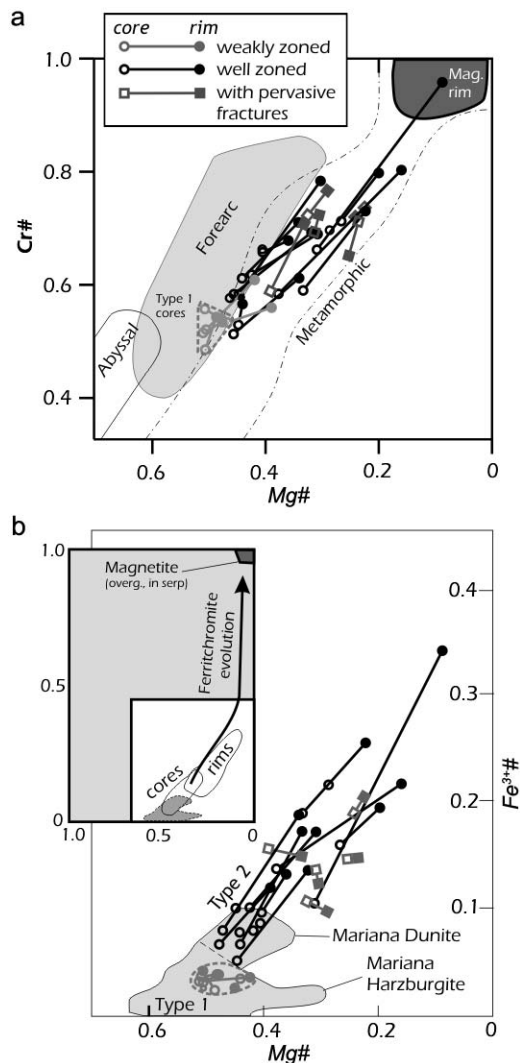 a
core rim
weakly zoned
well zoned
with pervasive
fractures
1.0
0.8
0.6
0.4
Cr#
Mag.
rim
Forearc
Type 1
cores
Abyssal
Metamorphic
0.6 0.4 0.2 0
Mg#
b
1.0
0.5
0
1.0 0.5 0
Magnetite
(overg, in serp)
Ferritchromite
evolution
cores
rims
0.4
0.3
0.2
0.1
Fe³⁺#
Type 2
Mariana Dunite
Mariana
Harzburgite
Type 1
0.6 0.4 0.2 0
Mg#